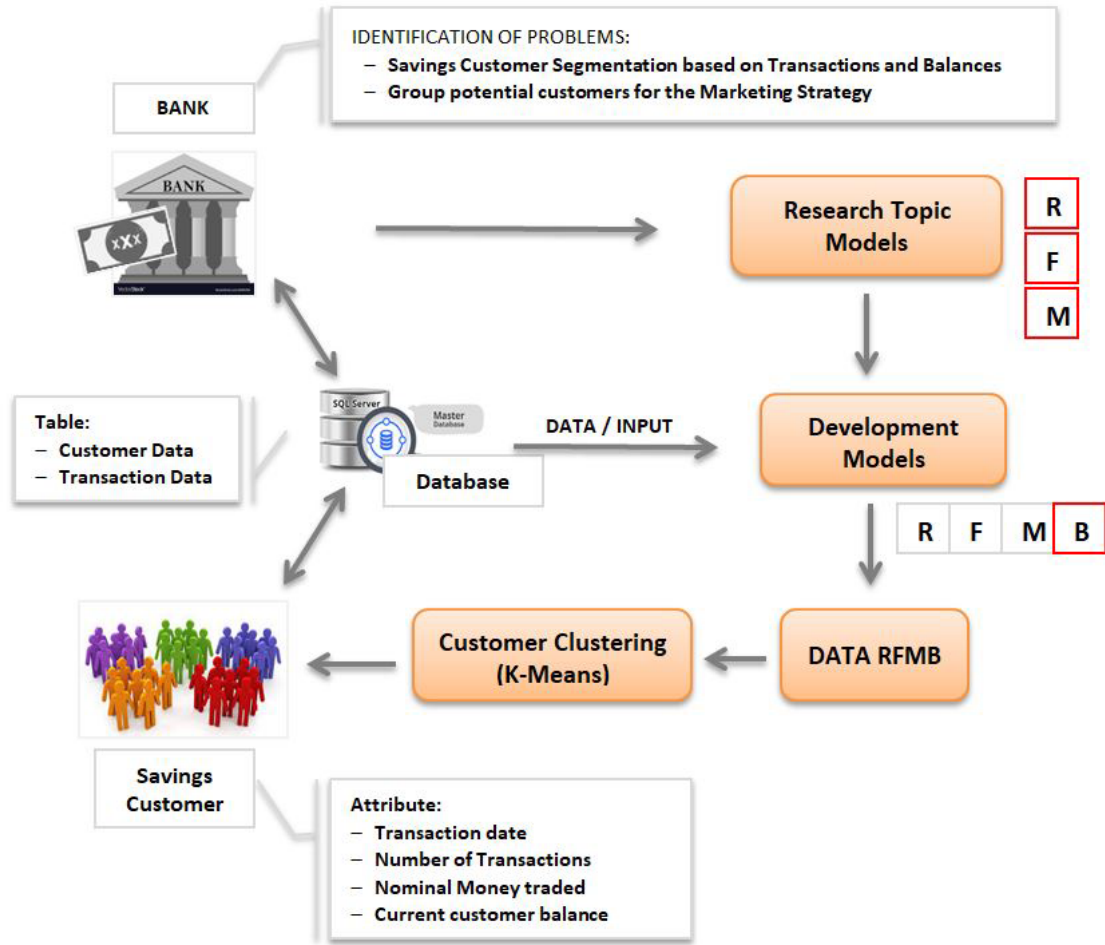 IDENTIFICATION OF PROBLEMS:
– Savings Customer Segmentation based on Transactions and Balances
– Group potential customers for the Marketing Strategy
BANK
BANK
XXX
VectorStock
Research Topic
Models
R
F
M
Table:
– Customer Data
– Transaction Data
SQL Server
Master
Database
Database
DATA / INPUT
Development
Models
R F M B
Customer Clustering
(K-Means)
DATA RFMB
Savings
Customer
Attribute:
– Transaction date
– Number of Transactions
– Nominal Money traded
– Current customer balance